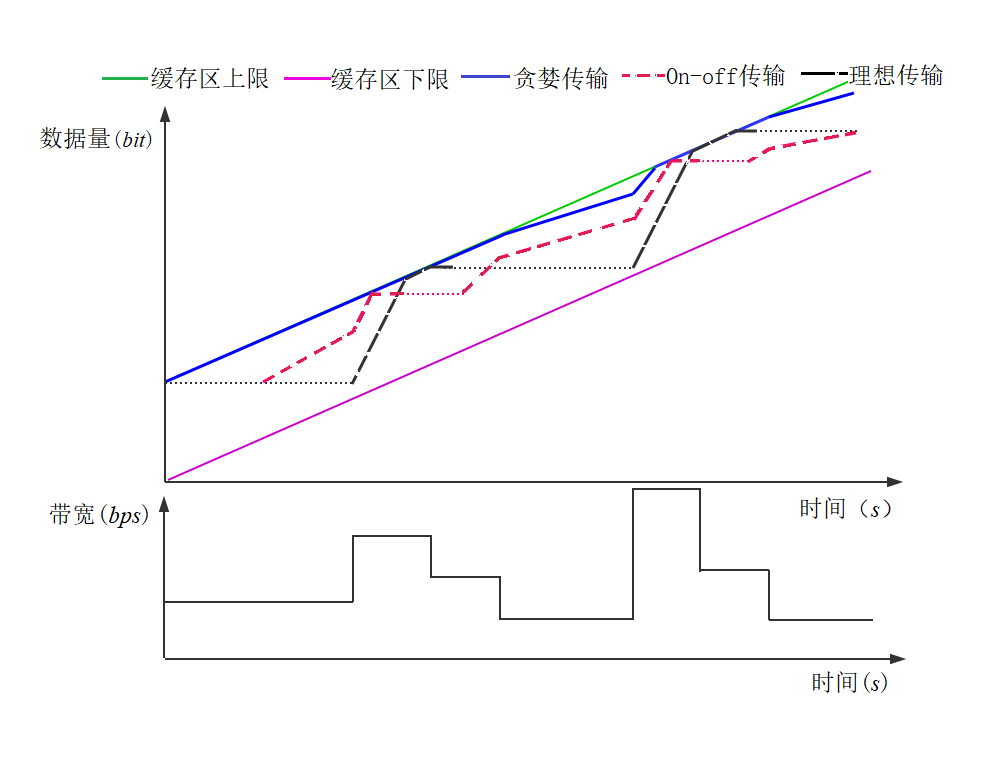 缓存区上限 缓存区下限 贪婪传输 On-off传输 理想传输
数据量(bit)
时间（s）
带宽(bps)
时间(s)